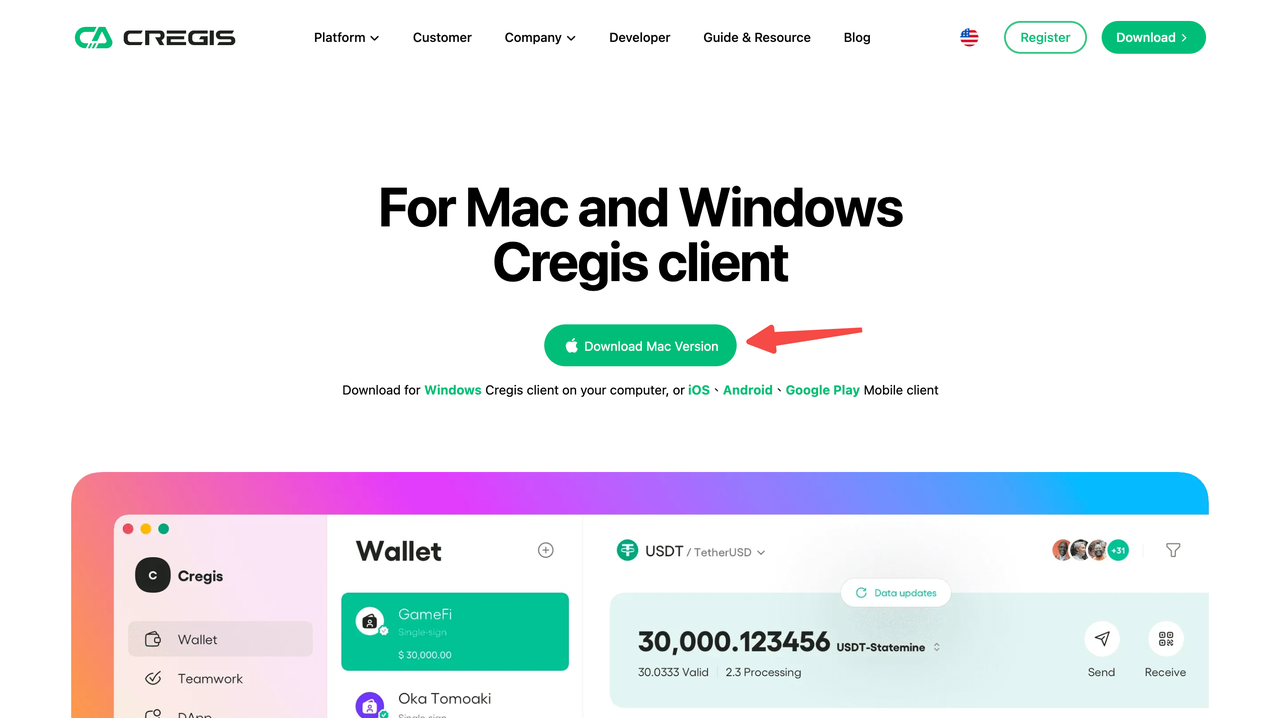 CREGIS
Platform
Customer
Company
Developer
Guide & Resource
Blog
Register
Download
For Mac and Windows
Cregis client
Download Mac Version
Download for Windows Cregis client on your computer, or iOS、Android、Google Play Mobile client
C
Cregis
Wallet
Teamwork
DApp
Wallet
GameFi
Single-sign
$ 30,000.00
Oka Tomoaki
Single-sign
USDT / TetherUSD
+31
Data updates
30,000.123456 USDT-Statemine
30.0333 Valid
2.3 Processing
Send
Receive